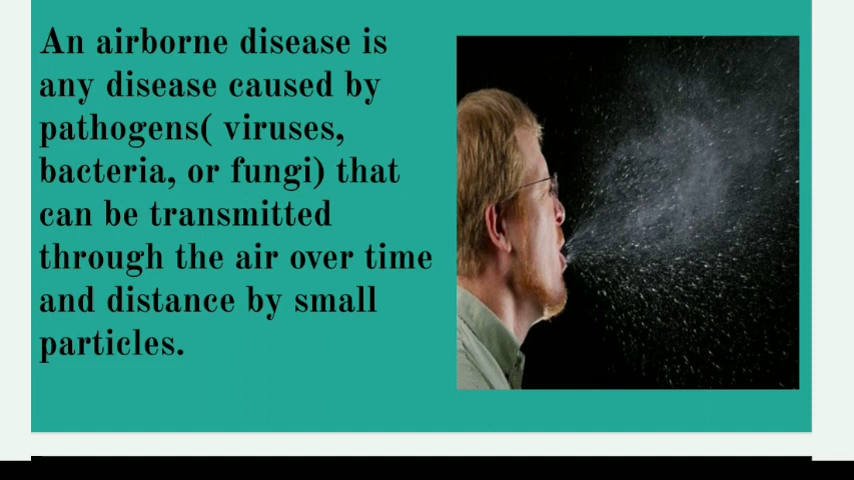 An airborne disease is
any disease caused by
pathogens( viruses,
bacteria, or fungi) that
can be transmitted
through the air over time
and distance by small
particles.